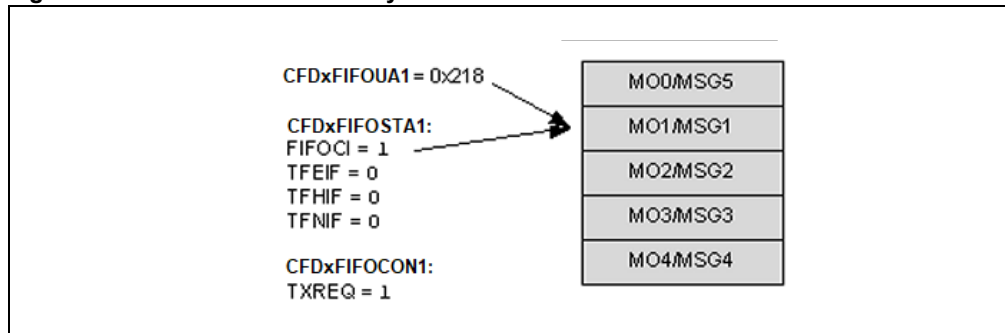 CFDxFIFOUA1 = 0x218
CFDxFIFOSTA1:
FIFOCI = 1
TFEIF = 0
TFHIF = 0
TFNIF = 0
CFDxFIFOCON1:
TXREQ = 1
MO0/MSG5
MO1/MSG1
MO2/MSG2
MO3/MSG3
MO4/MSG4